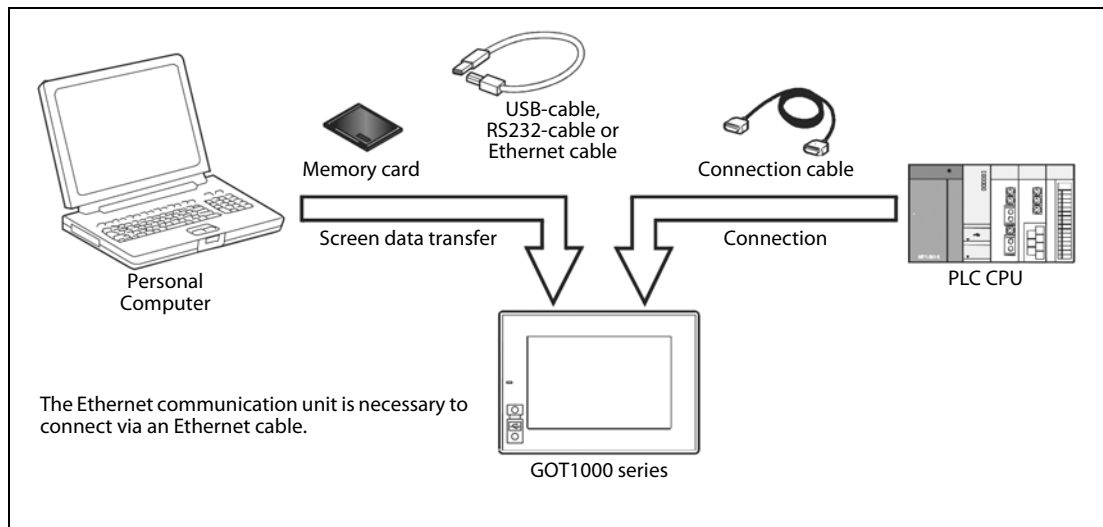 USB-cable,
RS232-cable or
Ethernet cable
Memory card
Connection cable
Screen data transfer
Connection
Personal
Computer
PLC CPU
The Ethernet communication unit is necessary to
connect via an Ethernet cable.
GOT1000 series